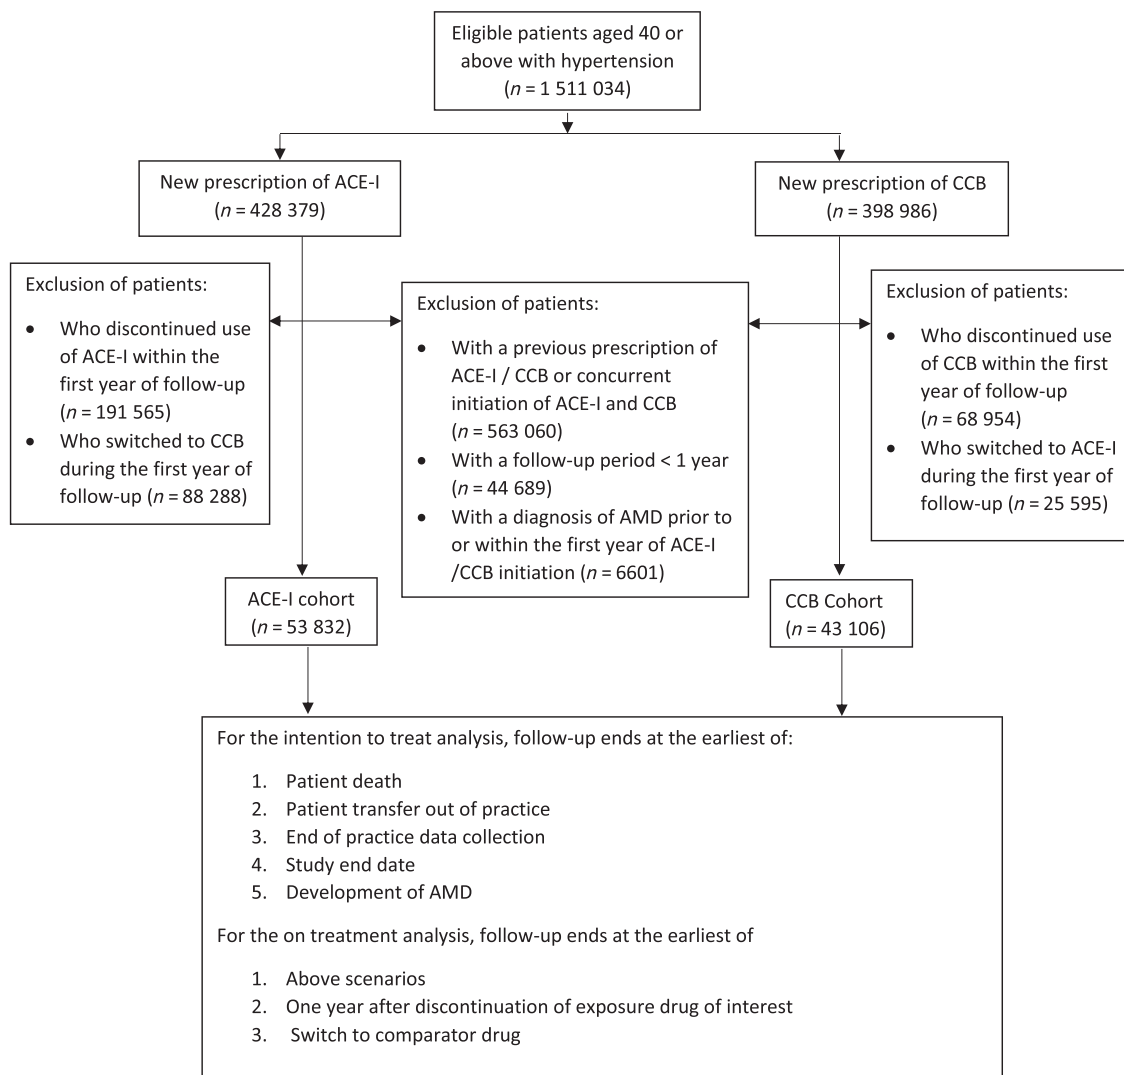 Eligible patients aged 40 or
above with hypertension
(n = 1 511 034)
New prescription of ACE-I
(n = 428 379)
New prescription of CCB
(n = 398 986)
Exclusion of patients:
• Who discontinued use
of ACE-I within the
first year of follow-up
(n = 191 565)
• Who switched to CCB
during the first year of
follow-up (n = 88 288)
Exclusion of patients:
• With a previous prescription of
ACE-I / CCB or concurrent
initiation of ACE-I and CCB
(n = 563 060)
• With a follow-up period < 1 year
(n = 44 689)
• With a diagnosis of AMD prior to
or within the first year of ACE-I
/CCB initiation (n = 6601)
Exclusion of patients:
• Who discontinued use
of CCB within the first
year of follow-up
(n = 68 954)
• Who switched to ACE-I
during the first year of
follow-up (n = 25 595)
ACE-I cohort
(n = 53 832)
CCB Cohort
(n = 43 106)
For the intention to treat analysis, follow-up ends at the earliest of:
1. Patient death
2. Patient transfer out of practice
3. End of practice data collection
4. Study end date
5. Development of AMD
For the on treatment analysis, follow-up ends at the earliest of
1. Above scenarios
2. One year after discontinuation of exposure drug of interest
3. Switch to comparator drug